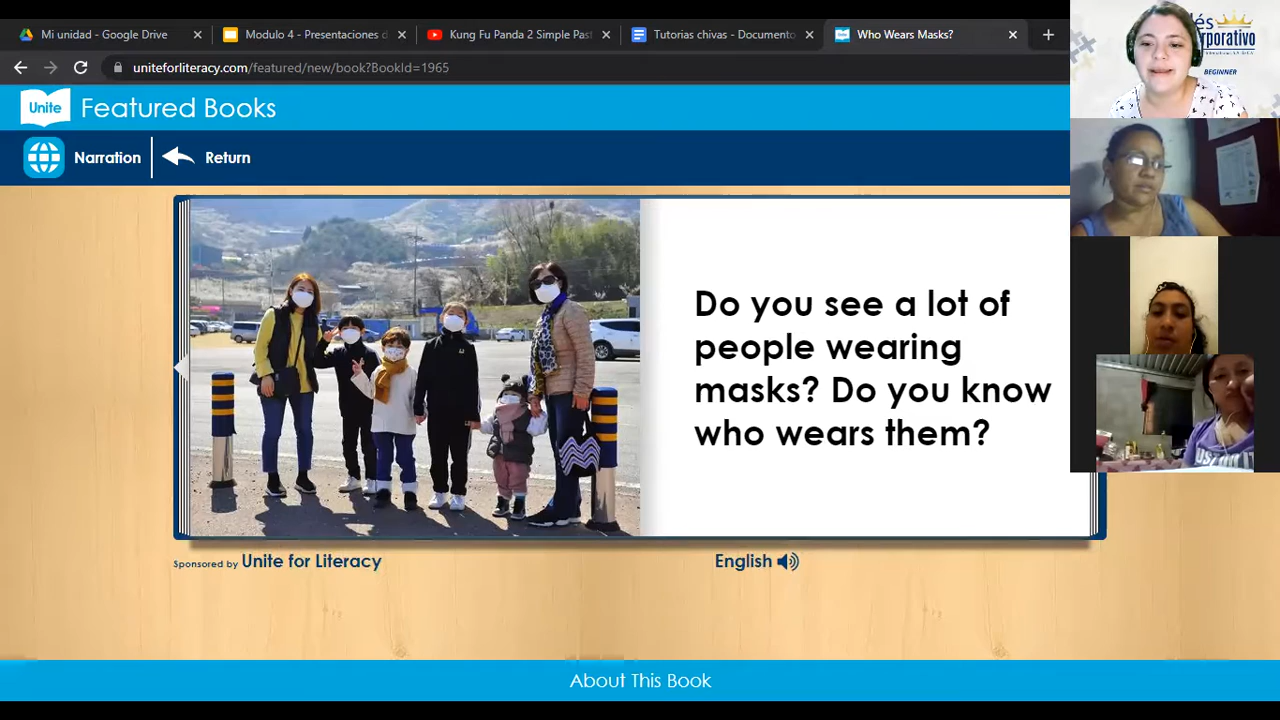 Mi unidad - Google Drive
Modulo 4 - Presentaciones d
Kung Fu Panda 2 Simple Past
Tutorias chivas - Documento
Who Wears Masks?
uniteforliteracy.com/featured/new/book?BookId=1965
Unite
Featured Books
Narration
Return
Do you see a lot of
people wearing
masks? Do you know
who wears them?
Sponsored by Unite for Literacy
English
About This Book
BEGINNER